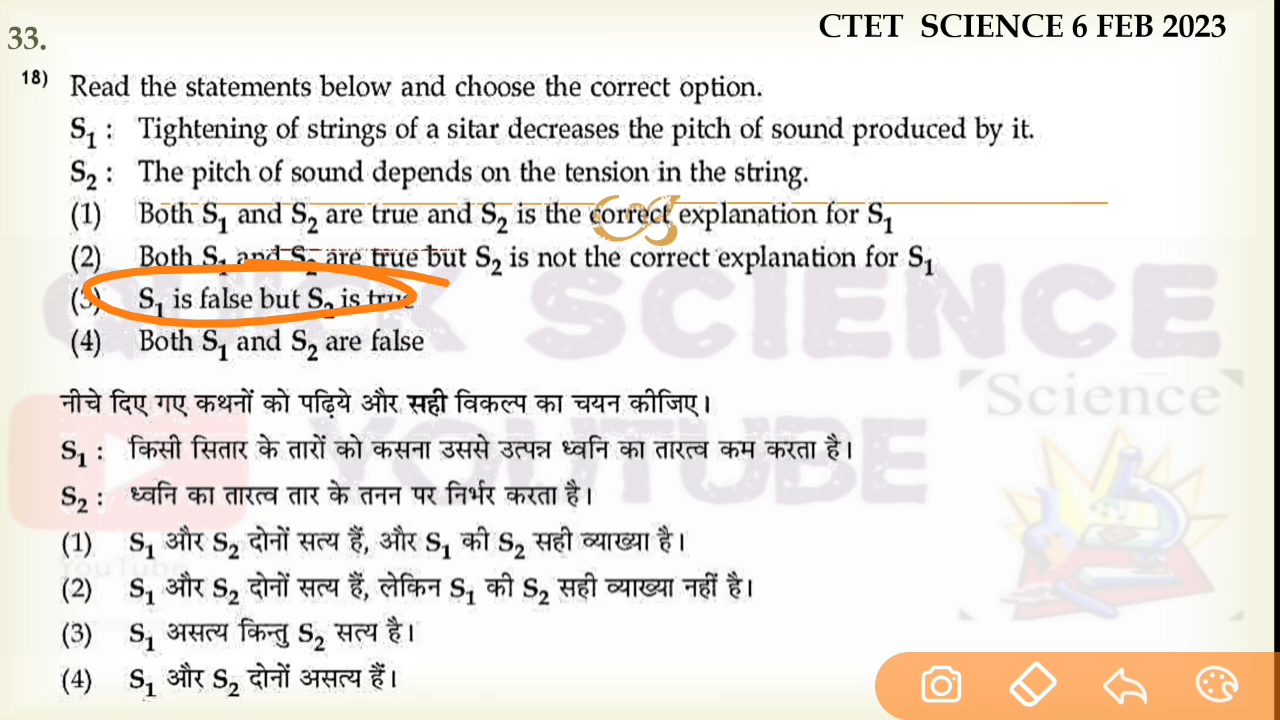 CTET SCIENCE 6 FEB 2023
33.
18) Read the statements below and choose the correct option.
S₁ : Tightening of strings of a sitar decreases the pitch of sound produced by it.
S₂ : The pitch of sound depends on the tension in the string.
(1) Both S₁ and S₂ are true and S₂ is the correct explanation for S₁
(2) Both S₁ and S₂ are true but S₂ is not the correct explanation for S₁
(3) S₁ is false but S₂ is true
(4) Both S₁ and S₂ are false
नीचे दिए गए कथनों को पढ़िये और सही विकल्प का चयन कीजिए।
S₁ : किसी सितार के तारों को कसना उससे उत्पन्न ध्वनि का तारत्व कम करता है।
S₂ : ध्वनि का तारत्व तार के तनन पर निर्भर करता है।
(1) S₁ और S₂ दोनों सत्य हैं, और S₁ की S₂ सही व्याख्या है।
(2) S₁ और S₂ दोनों सत्य हैं, लेकिन S₁ की S₂ सही व्याख्या नहीं है।
(3) S₁ असत्य किन्तु S₂ सत्य है।
(4) S₁ और S₂ दोनों असत्य हैं।
QUICK SCIENCE
YOUTUBE
Science
YouTube